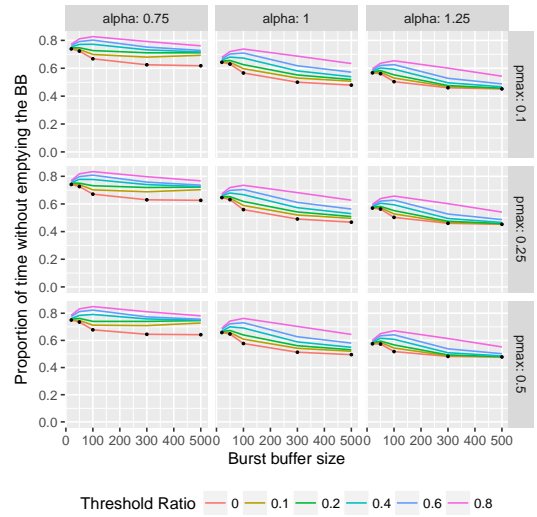 alpha: 0.75
alpha: 1
alpha: 1.25
Proportion of time without emptying the BB
0.8
0.6
0.4
0.2
0.0
pmax: 0.1
0.8
0.6
0.4
0.2
0.0
pmax: 0.25
0.8
0.6
0.4
0.2
0.0
pmax: 0.5
0 100 200 300 400 500
0 100 200 300 400 500
0 100 200 300 400 500
Burst buffer size
Threshold Ratio 0 0.1 0.2 0.4 0.6 0.8